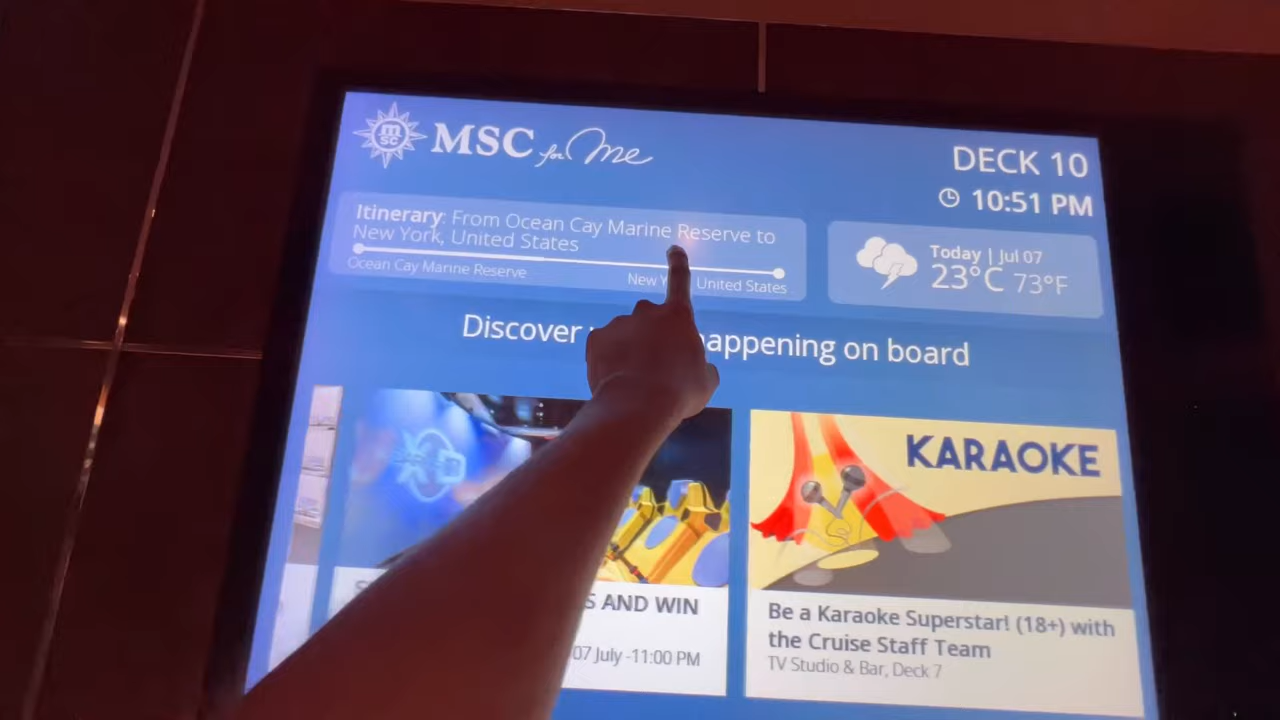 msc
MSC for Me
DECK 10
10:51 PM
Itinerary: From Ocean Cay Marine Reserve to
New York, United States
Ocean Cay Marine Reserve
New United States
Today | Jul 07
23°C 73°F
Discover happening on board
KARAOKE
AND WIN
07 July -11:00 PM
Be a Karaoke Superstar! (18+) with
the Cruise Staff Team
TV Studio & Bar, Deck 7